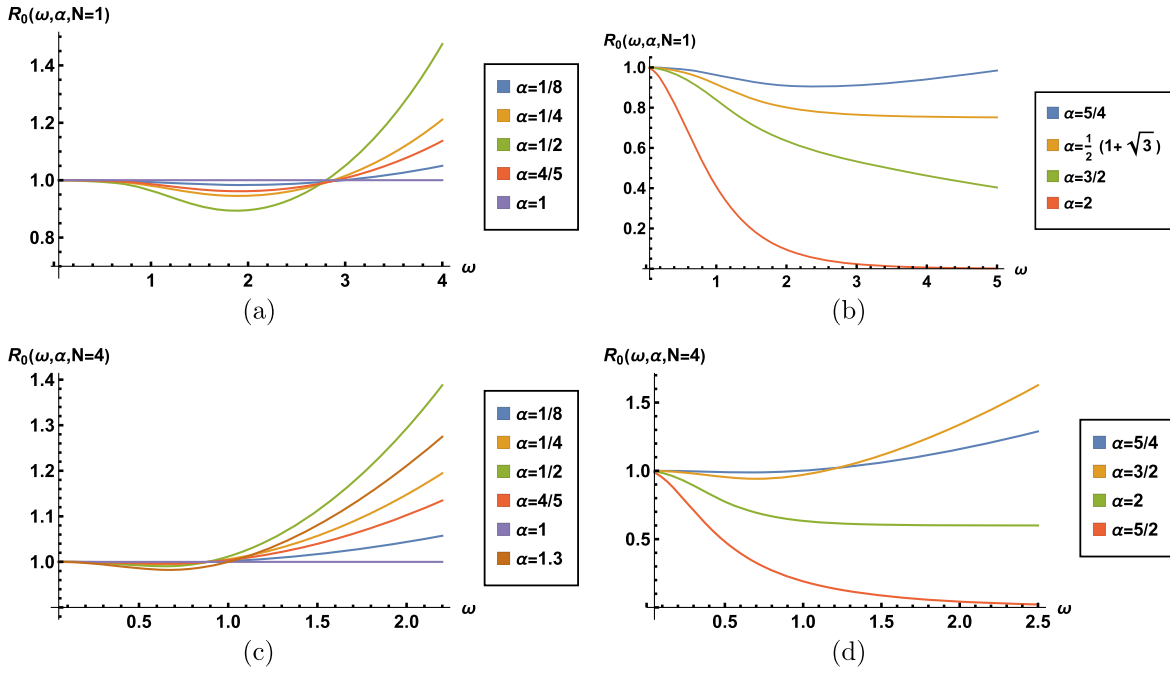 R₀(ω,α,N=1)
1.4
1.2
1.0
0.8
1
2
3
4
ω
α=1/8
α=1/4
α=1/2
α=4/5
α=1
(a)
R₀(ω,α,N=1)
1.0
0.8
0.6
0.4
0.2
1
2
3
4
5
ω
α=5/4
α=½ (1+ √3 )
α=3/2
α=2
(b)
R₀(ω,α,N=4)
1.4
1.3
1.2
1.1
1.0
0.5
1.0
1.5
2.0
ω
α=1/8
α=1/4
α=1/2
α=4/5
α=1
α=1.3
(c)
R₀(ω,α,N=4)
1.5
1.0
0.5
0.5
1.0
1.5
2.0
2.5
ω
α=5/4
α=3/2
α=2
α=5/2
(d)